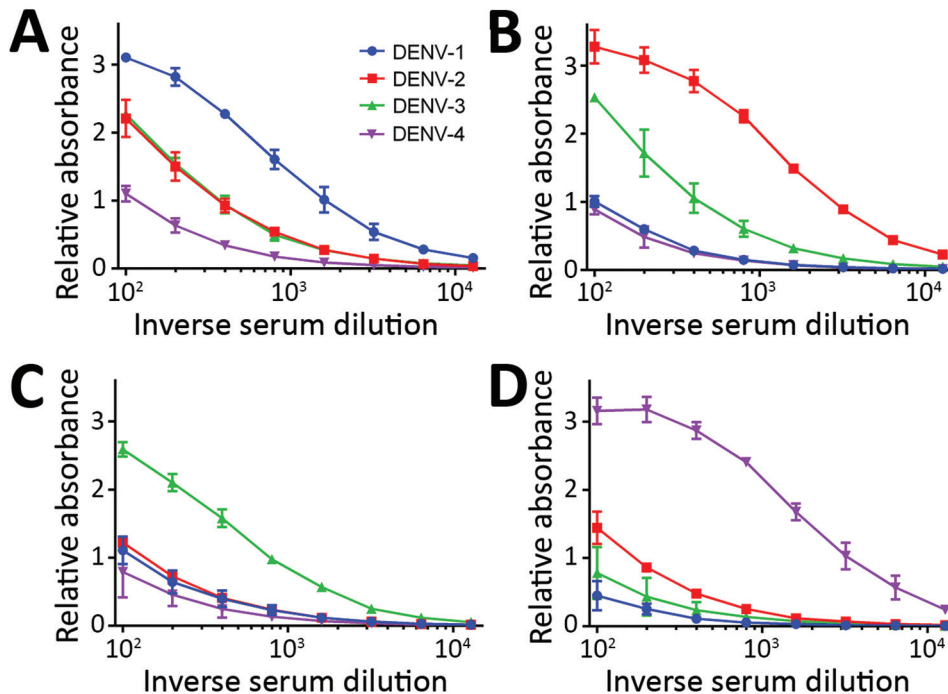 A
Relative absorbance
3
2
1
0
10² 10³ 10⁴
Inverse serum dilution
DENV-1
DENV-2
DENV-3
DENV-4
B
Relative absorbance
3
2
1
0
10² 10³ 10⁴
Inverse serum dilution
C
Relative absorbance
3
2
1
0
10² 10³ 10⁴
Inverse serum dilution
D
Relative absorbance
3
2
1
0
10² 10³ 10⁴
Inverse serum dilution